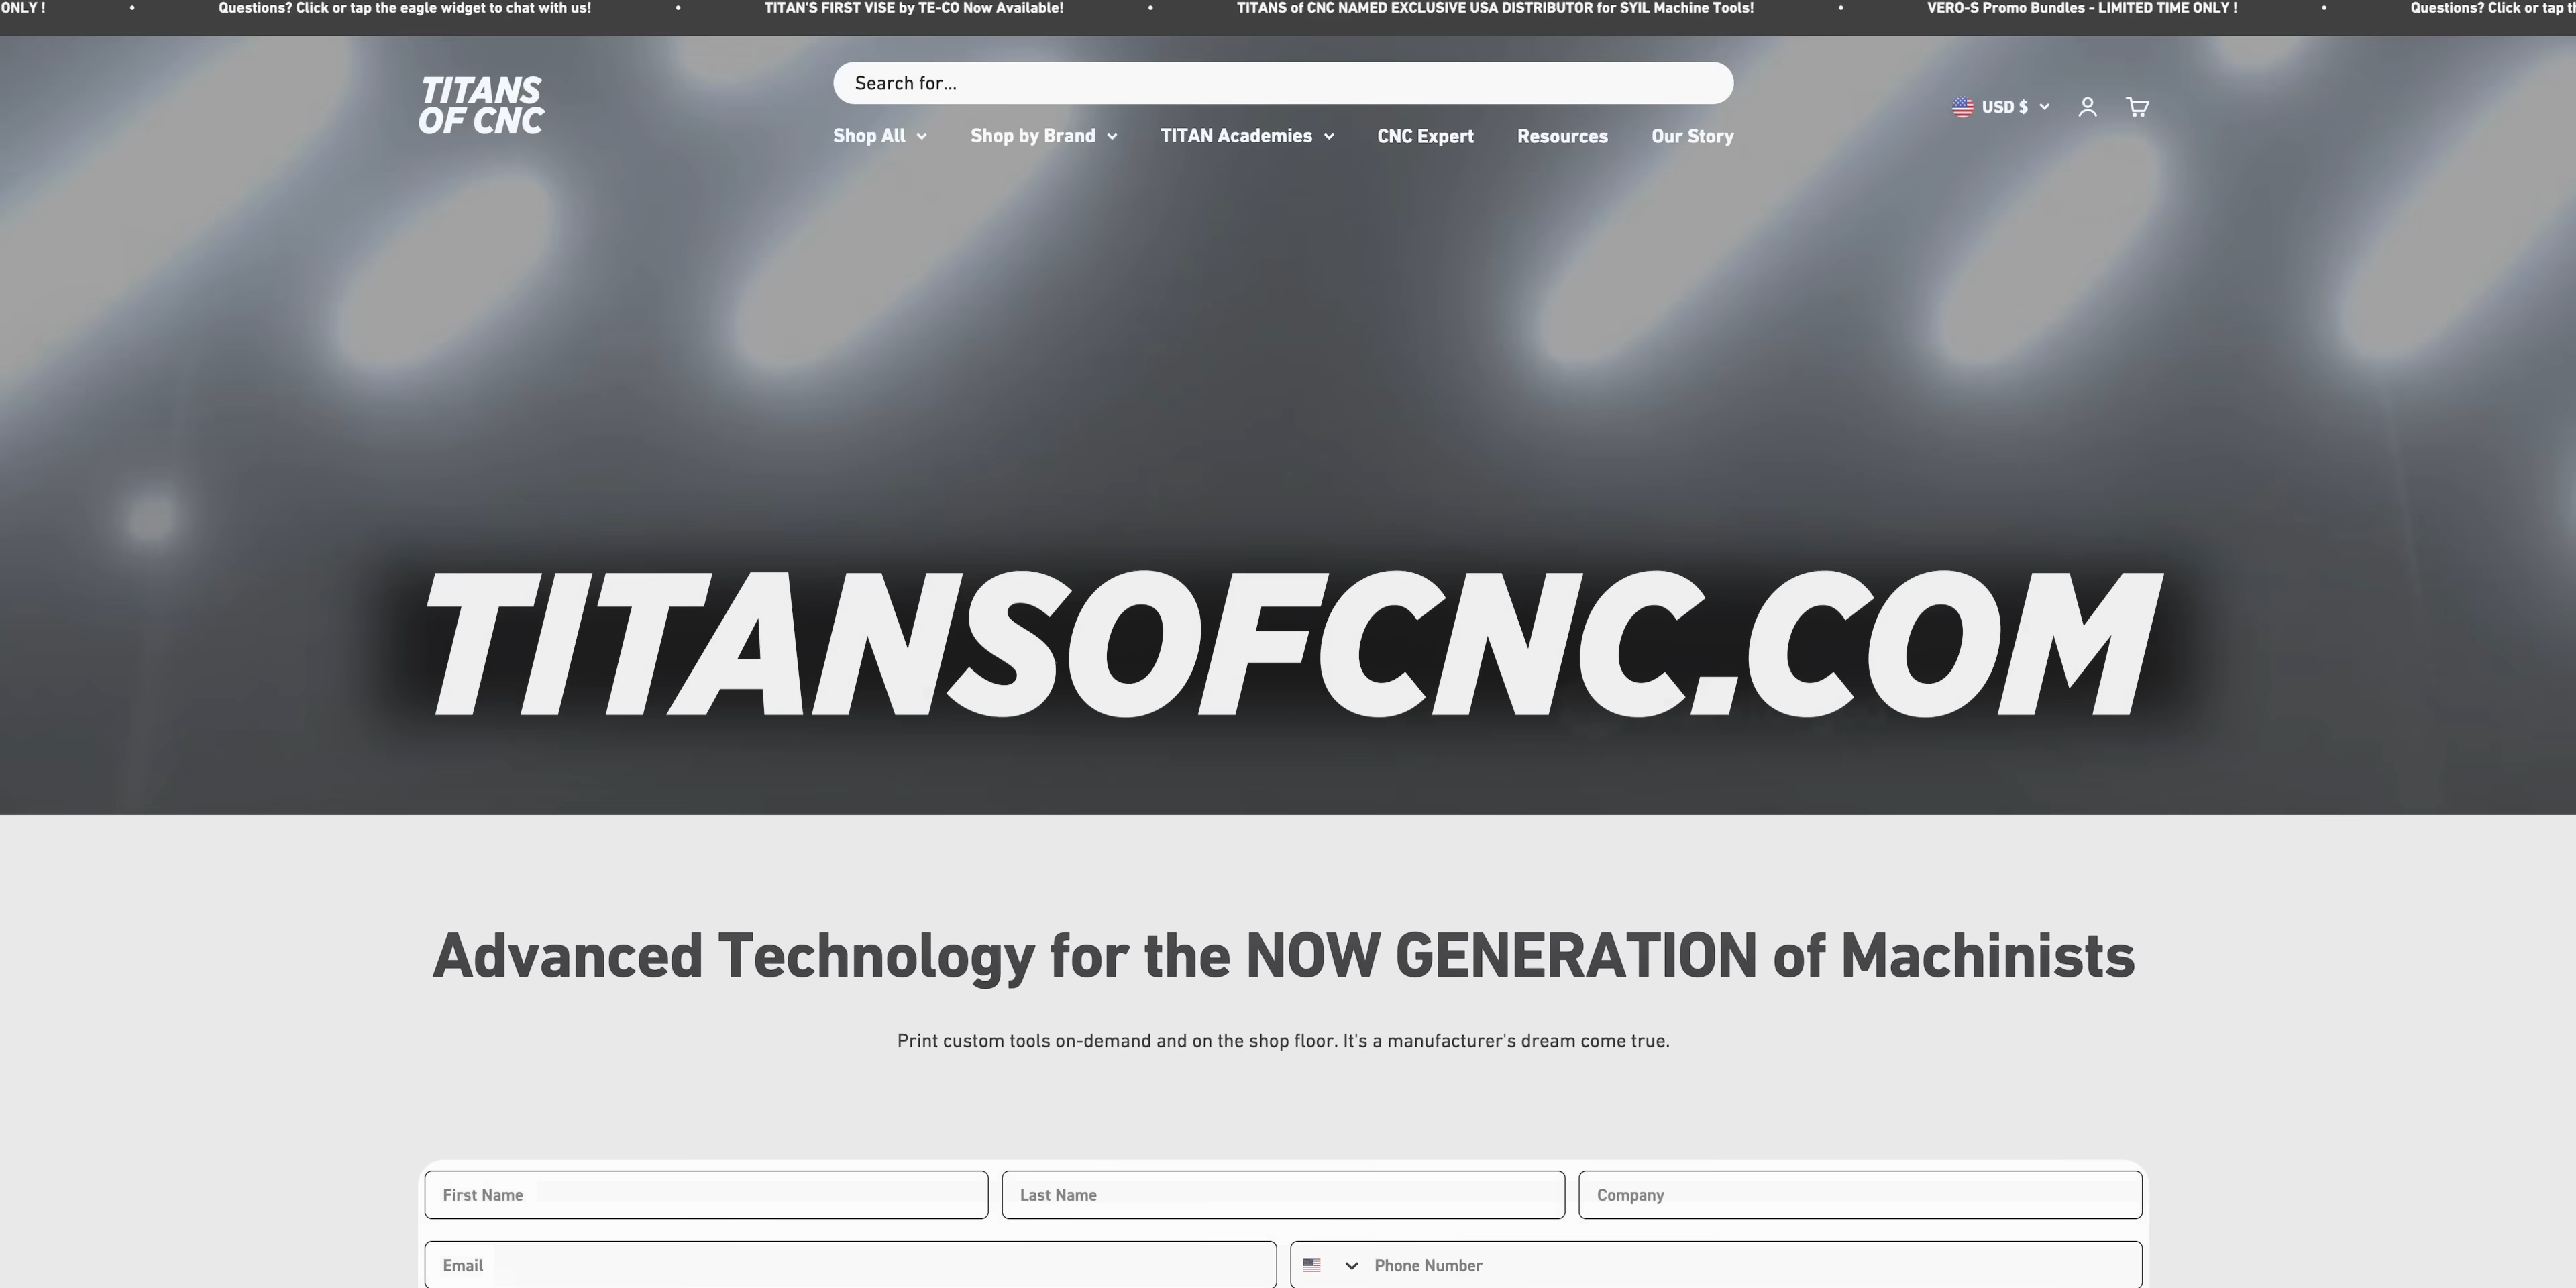 ONLY ! • Questions? Click or tap the eagle widget to chat with us! • TITAN'S FIRST VISE by TE-CO Now Available! • TITANS of CNC NAMED EXCLUSIVE USA DISTRIBUTOR for SYIL Machine Tools! • VERO-S Promo Bundles - LIMITED TIME ONLY ! • Questions? Click or tap
TITANS
OF CNC
Search for...
USD $
Shop All Shop by Brand TITAN Academies CNC Expert Resources Our Story
TITANSOFCNC.COM
Advanced Technology for the NOW GENERATION of Machinists
Print custom tools on-demand and on the shop floor. It's a manufacturer's dream come true.
First Name Last Name Company
Email Phone Number